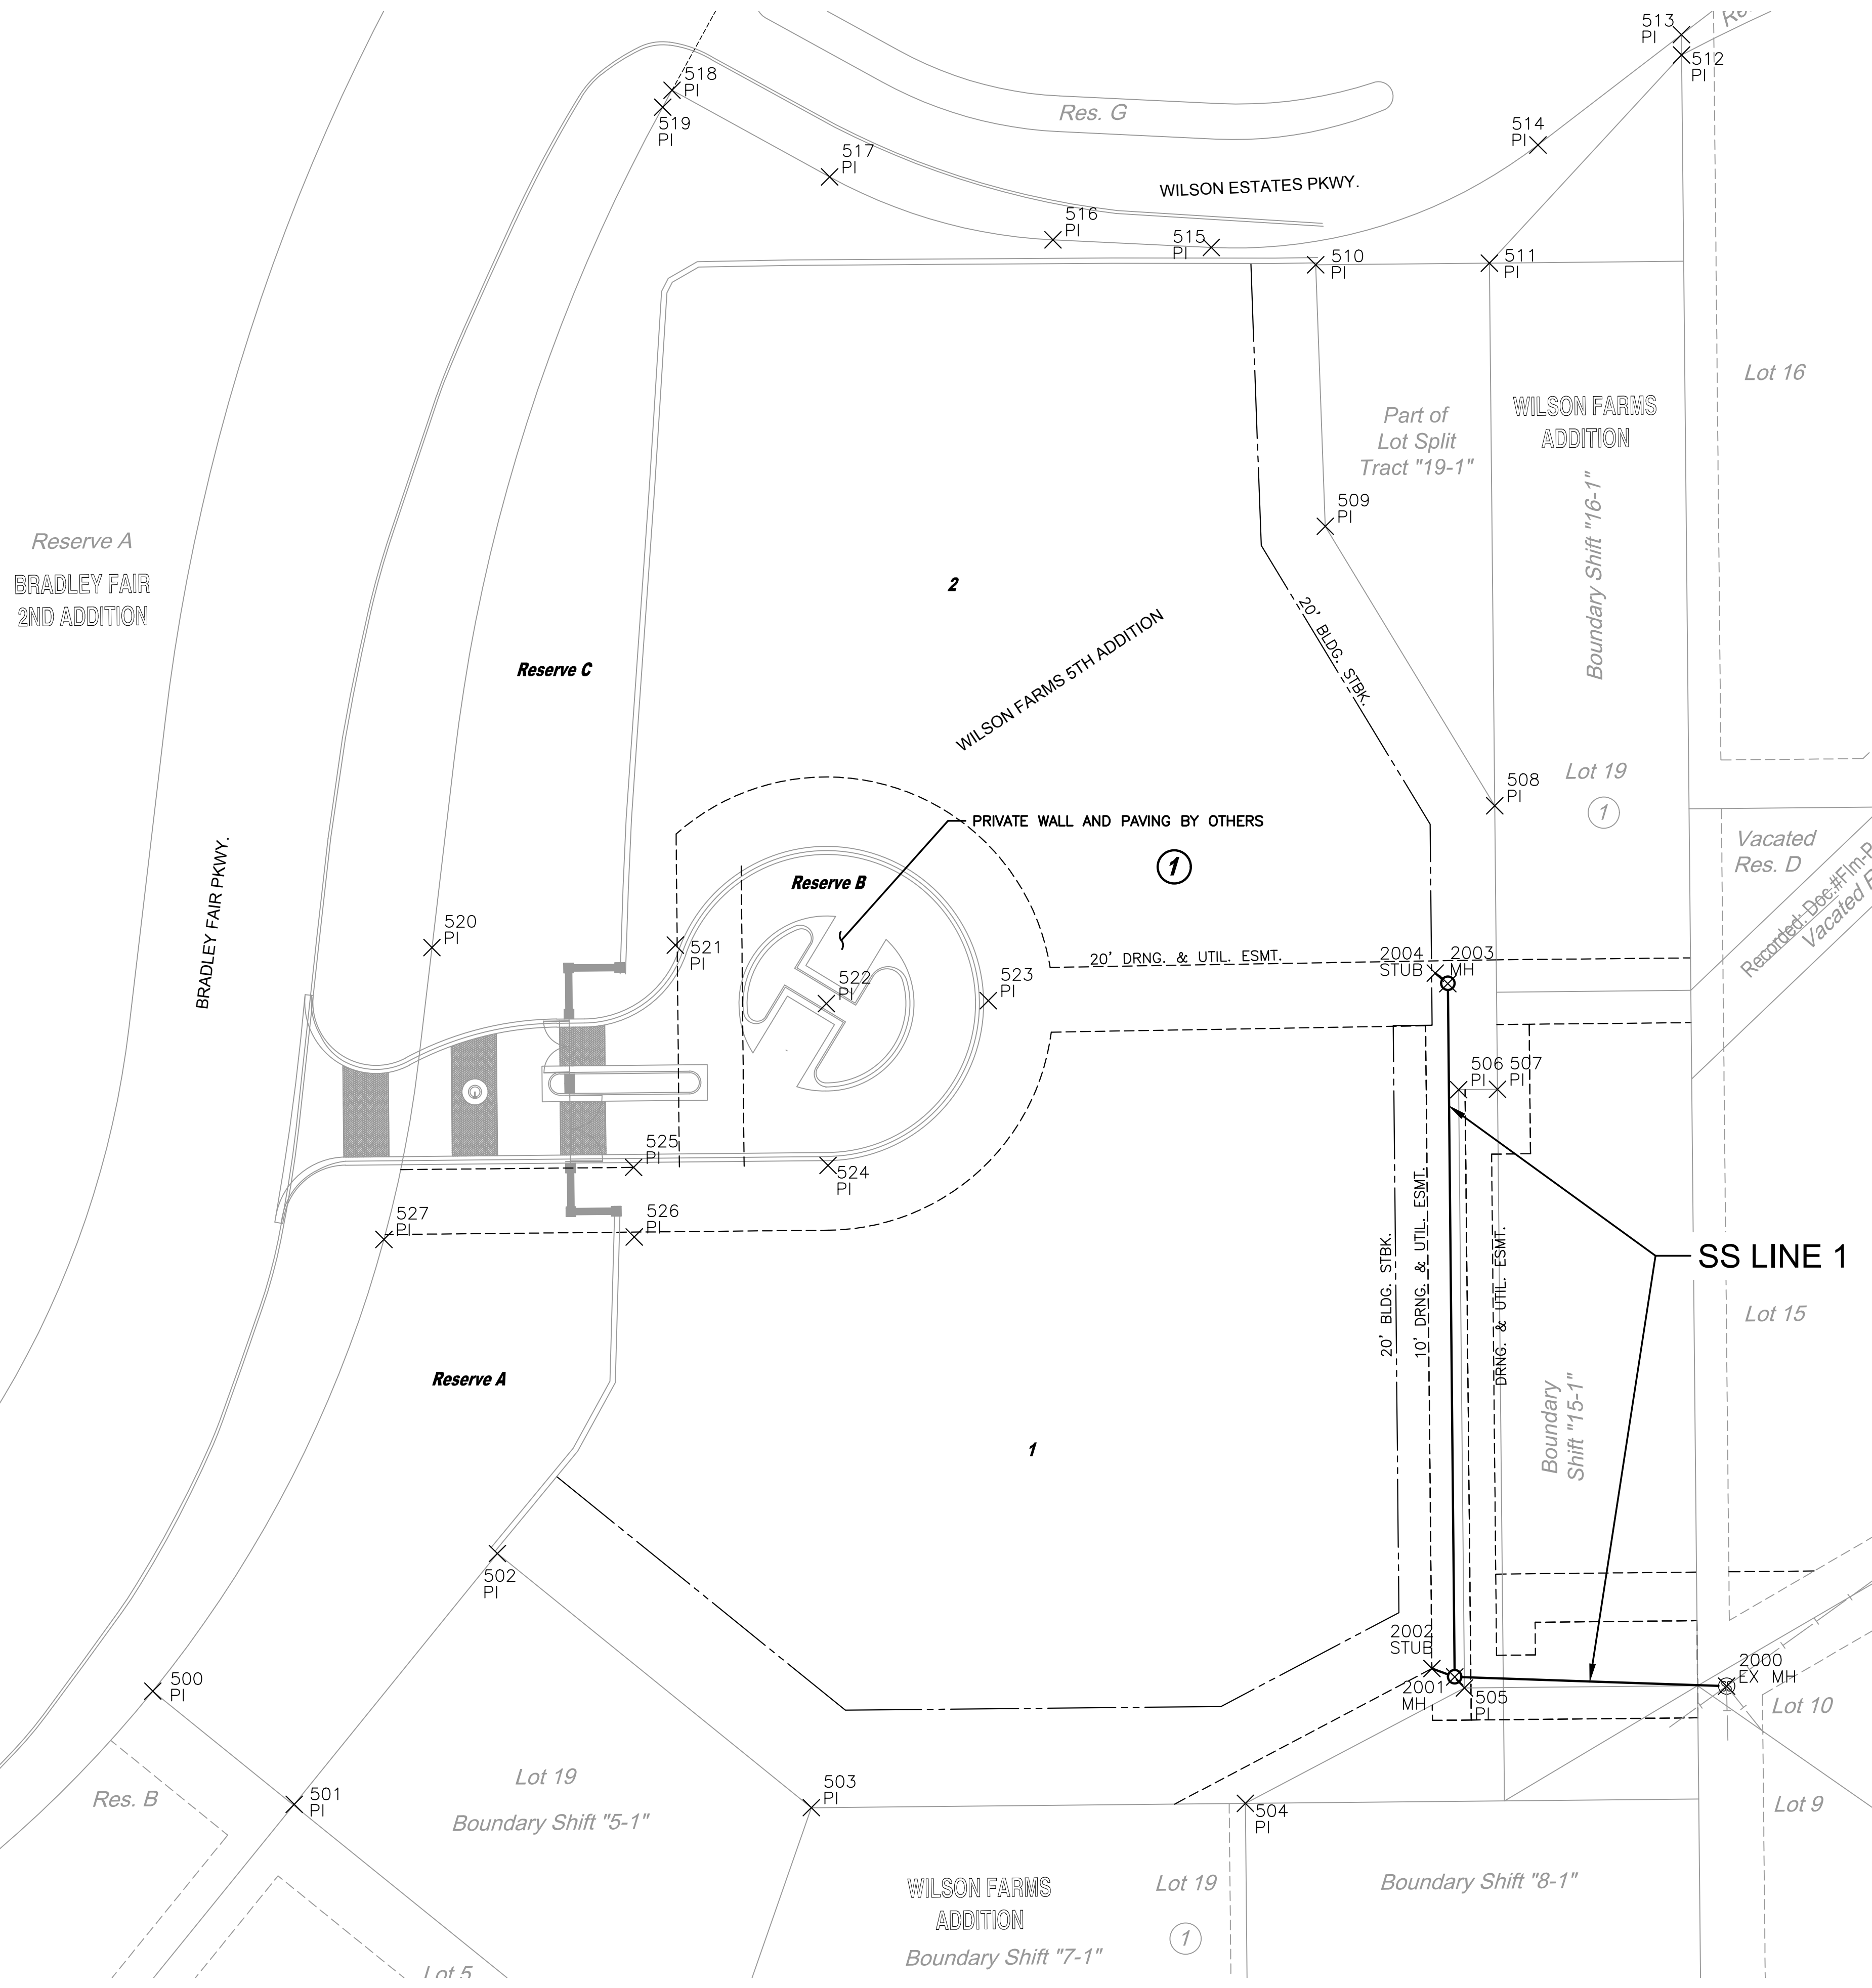 513
PI
512
PI
518
PI
519
PI
Res. G
514
PI
517
PI
WILSON ESTATES PKWY.
516
PI
515
PI
510
PI
511
PI
Lot 16
Part of
Lot Split
Tract "19-1"
WILSON FARMS
ADDITION
Boundary Shift "16-1"
509
PI
Reserve A
BRADLEY FAIR
2ND ADDITION
2
20' BLDG. STBK.
Reserve C
WILSON FARMS 5TH ADDITION
Lot 19
1
508
PI
PRIVATE WALL AND PAVING BY OTHERS
1
Vacated
Res. D
Recorded: Doc.#Flm-P
Vacated
Reserve B
BRADLEY FAIR PKWY.
520
PI
521
PI
522
PI
523
PI
20' DRNG. & UTIL. ESMT.
2004
STUB
2003
MH
506
PI
507
PI
525
PI
524
PI
526
PI
527
PI
20' BLDG. STBK.
10' DRNG. & UTIL. ESMT.
DRNG. & UTIL. ESMT.
SS LINE 1
Lot 15
Reserve A
Boundary
Shift "15-1"
1
502
PI
2002
STUB
2001
MH
505
PI
2000
EX MH
Lot 10
500
PI
501
PI
Res. B
Lot 19
Boundary Shift "5-1"
503
PI
504
PI
Lot 9
WILSON FARMS
ADDITION
Boundary Shift "7-1"
Lot 19
1
Boundary Shift "8-1"
Lot 5